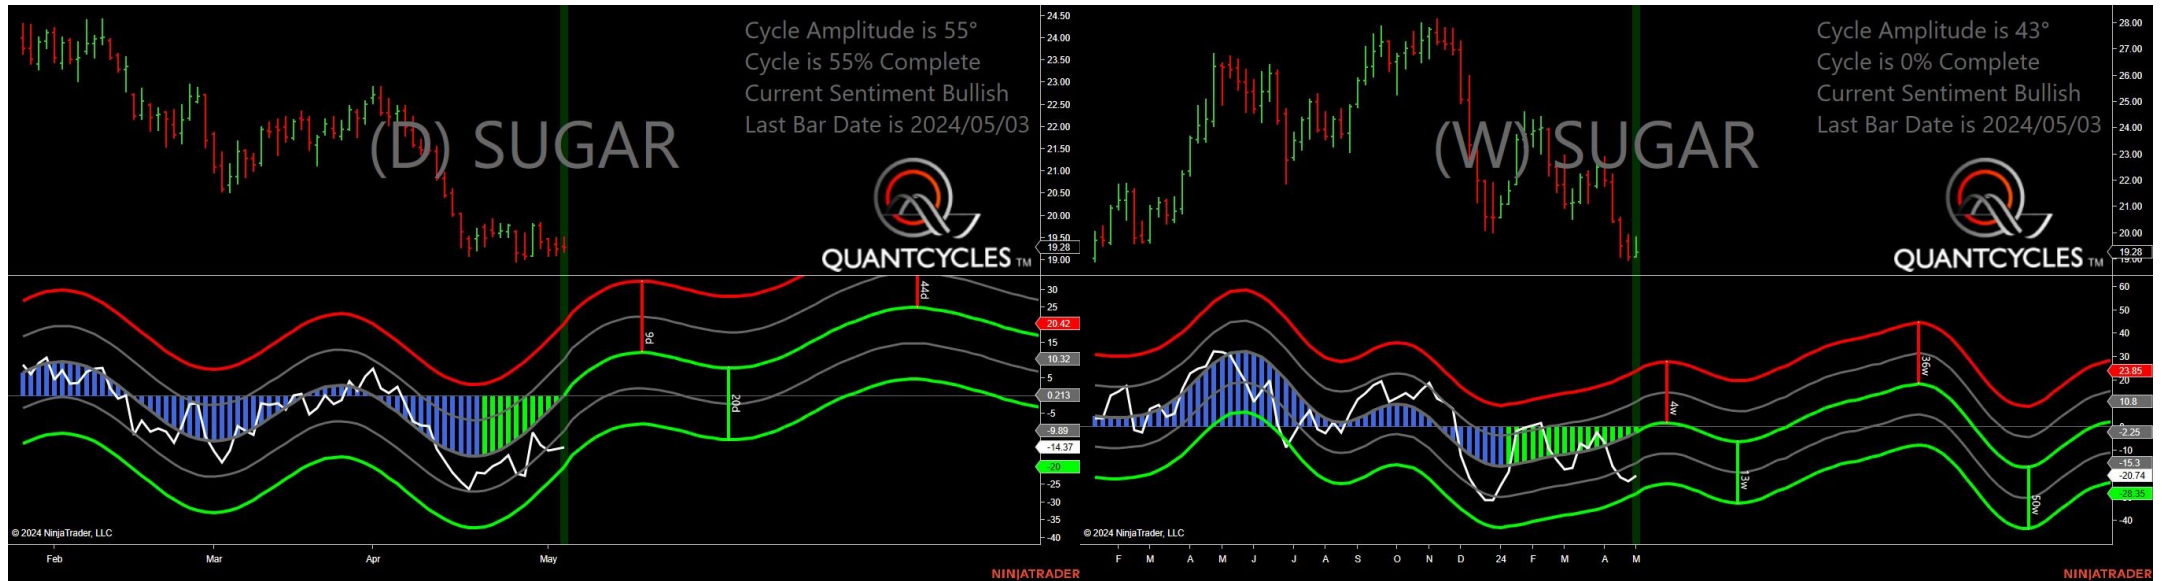 Cycle Amplitude is 55°
Cycle is 55% Complete
Current Sentiment Bullish
Last Bar Date is 2024/05/03
(D) SUGAR
QUANTCYCLES TM
24.50
24.00
23.50
23.00
22.50
22.00
21.50
21.00
20.50
20.00
19.50
19.28
19.00
9d
20d
44d
30
25
20.42
15
10.32
5
0.213
-5
-9.89
-14.37
-20
-25
-30
-35
-40
© 2024 NinjaTrader, LLC
Feb
Mar
Apr
May
NINJATRADER
Cycle Amplitude is 43°
Cycle is 0% Complete
Current Sentiment Bullish
Last Bar Date is 2024/05/03
(W) SUGAR
QUANTCYCLES TM
28.00
27.00
26.00
25.00
24.00
23.00
22.00
21.00
20.00
19.28
4w
13w
36w
50w
60
50
40
30
23.85
20
10.8
-2.25
-10
-15.3
-20.74
-28.35
-40
© 2024 NinjaTrader, LLC
F
M
A
M
J
J
A
S
O
N
D
24
F
M
A
M
NINJATRADER